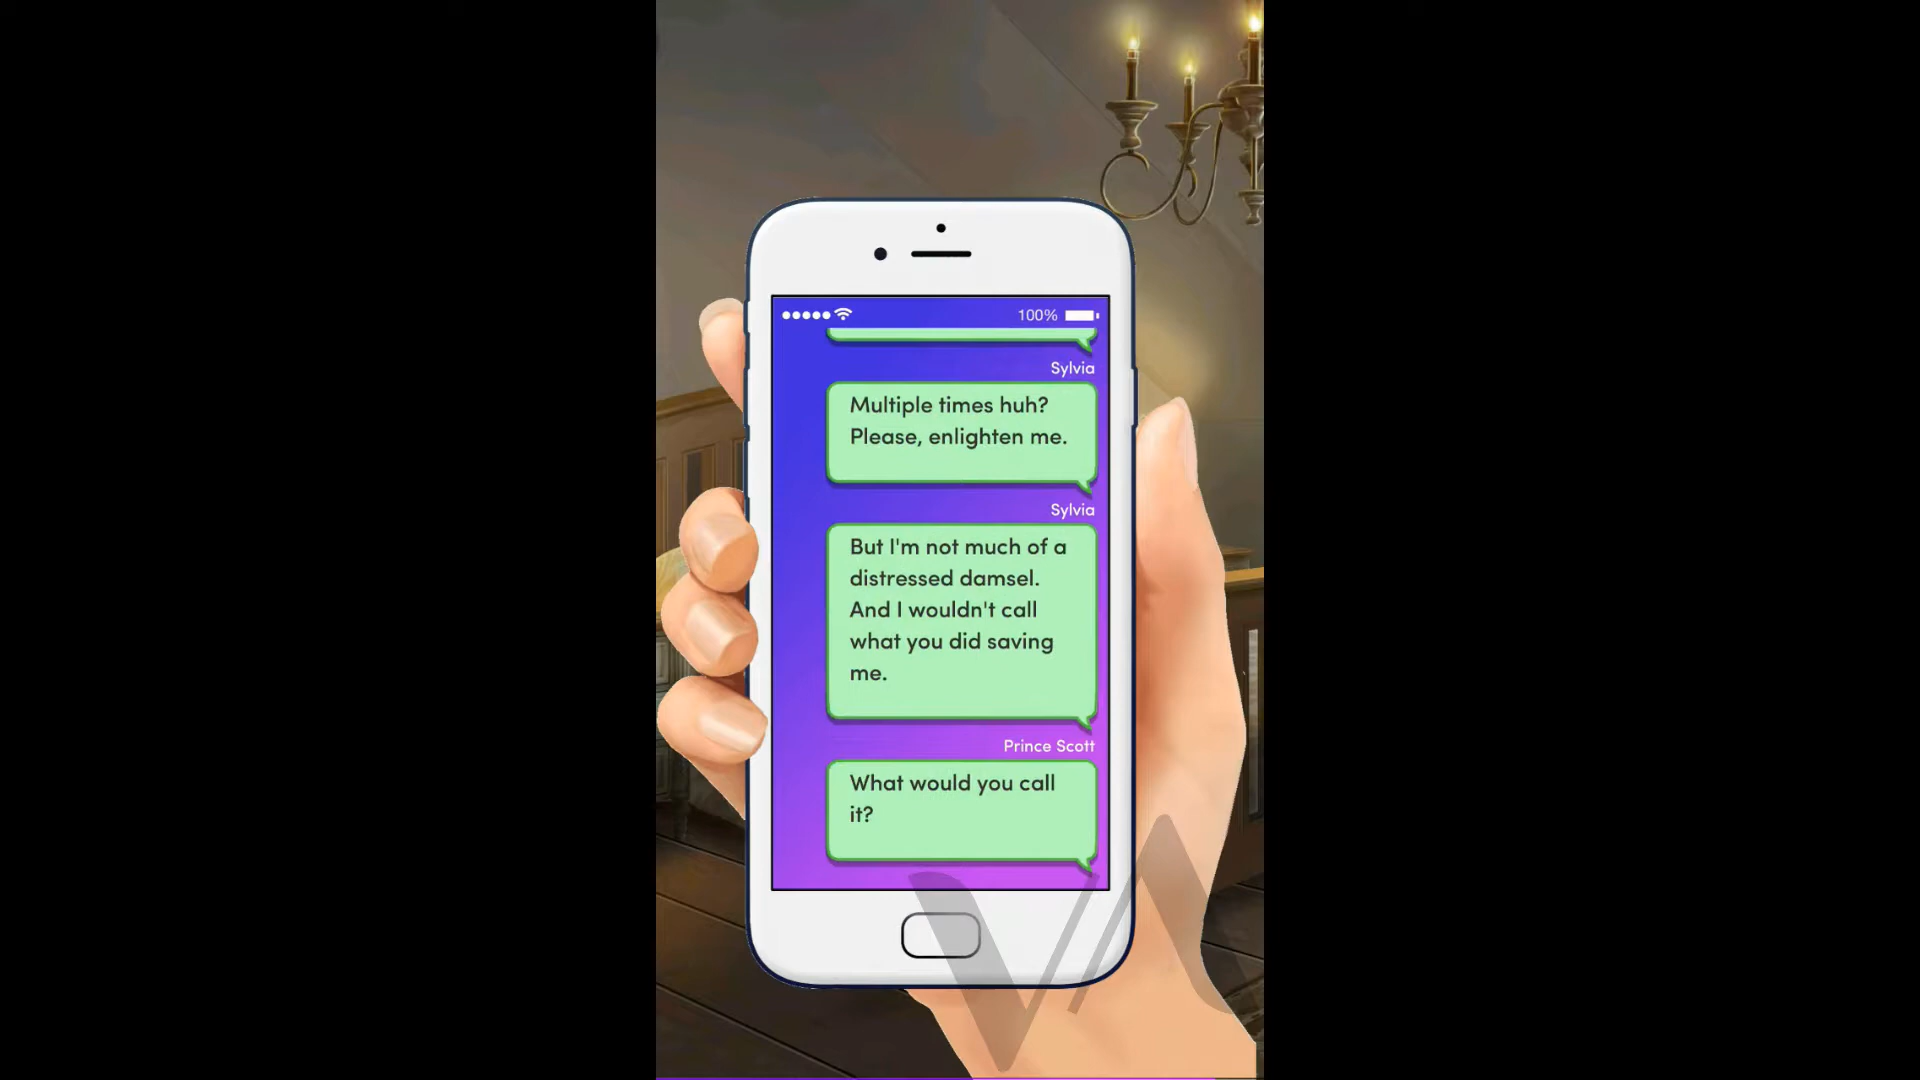 100%
Sylvia
Multiple times huh?
Please, enlighten me.
Sylvia
But I'm not much of a
distressed damsel.
And I wouldn't call
what you did saving
me.
Prince Scott
What would you call
it?
VA